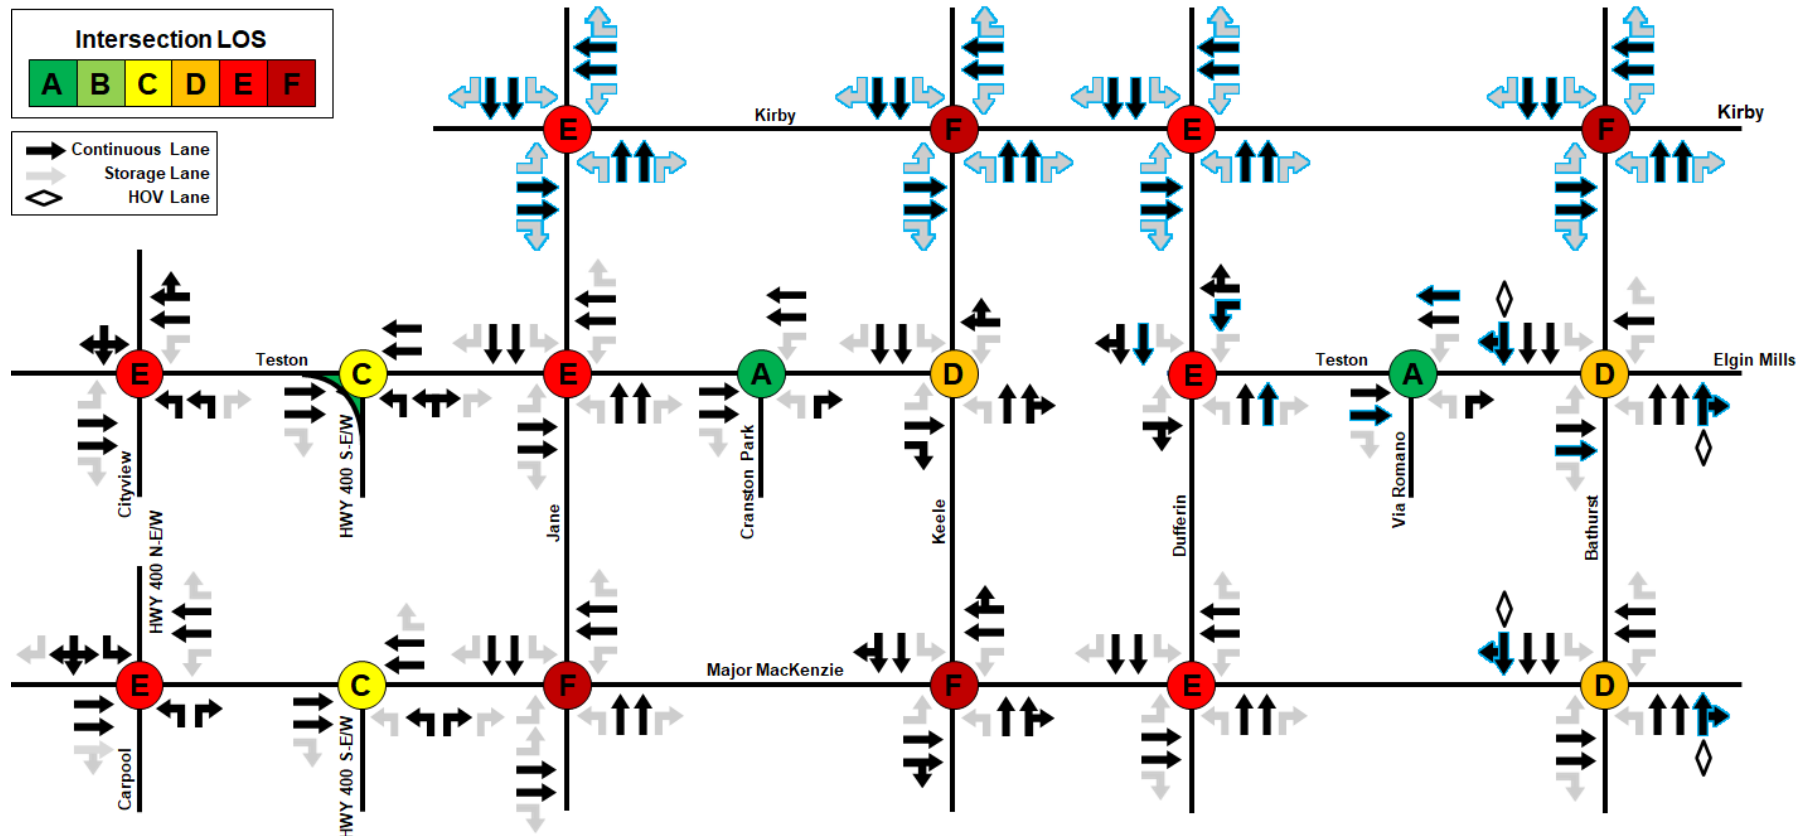 Intersection LOS
A B C D E F
Continuous Lane
Storage Lane
HOV Lane
Kirby
Kirby
E
F
E
F
Teston
Teston
Elgin Mills
E
C
E
A
D
E
A
D
Cityview
HWY 400 S-E/W
Jane
Cranston Park
Keele
Dufferin
Via Romano
Bathurst
HWY 400 N-E/W
Major MacKenzie
E
C
F
F
E
D
Carpool
HWY 400 S-E/W